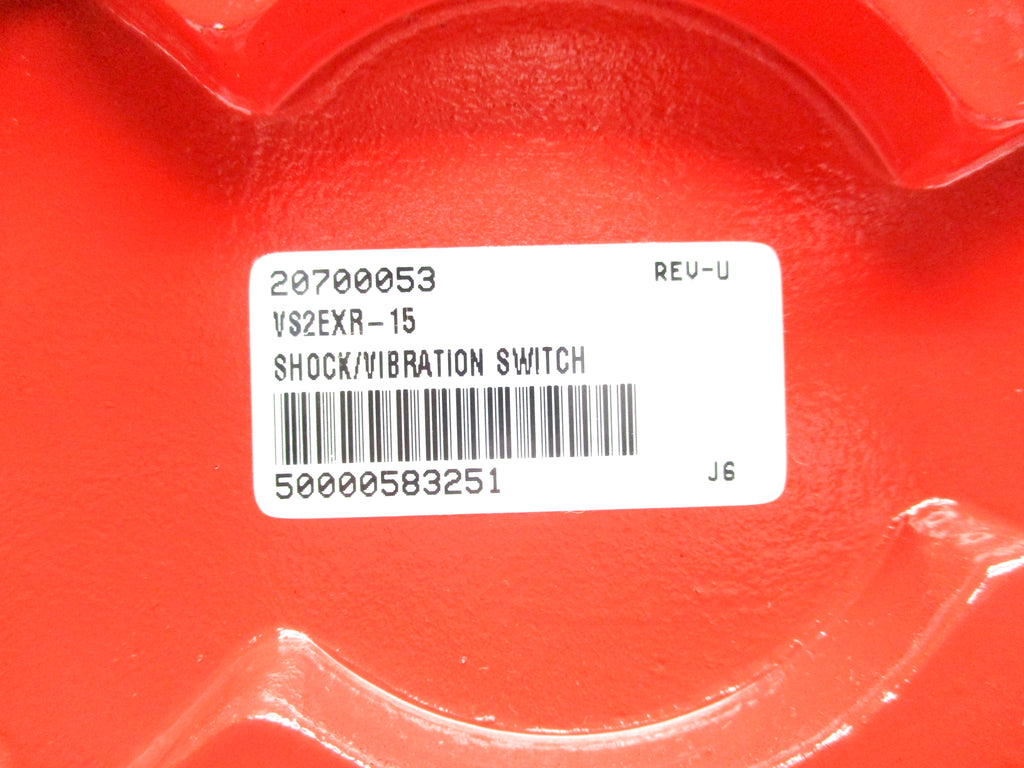 20700053 REV-U
VS2EXR-15
SHOCK/VIBRATION SWITCH
50000583251 J6